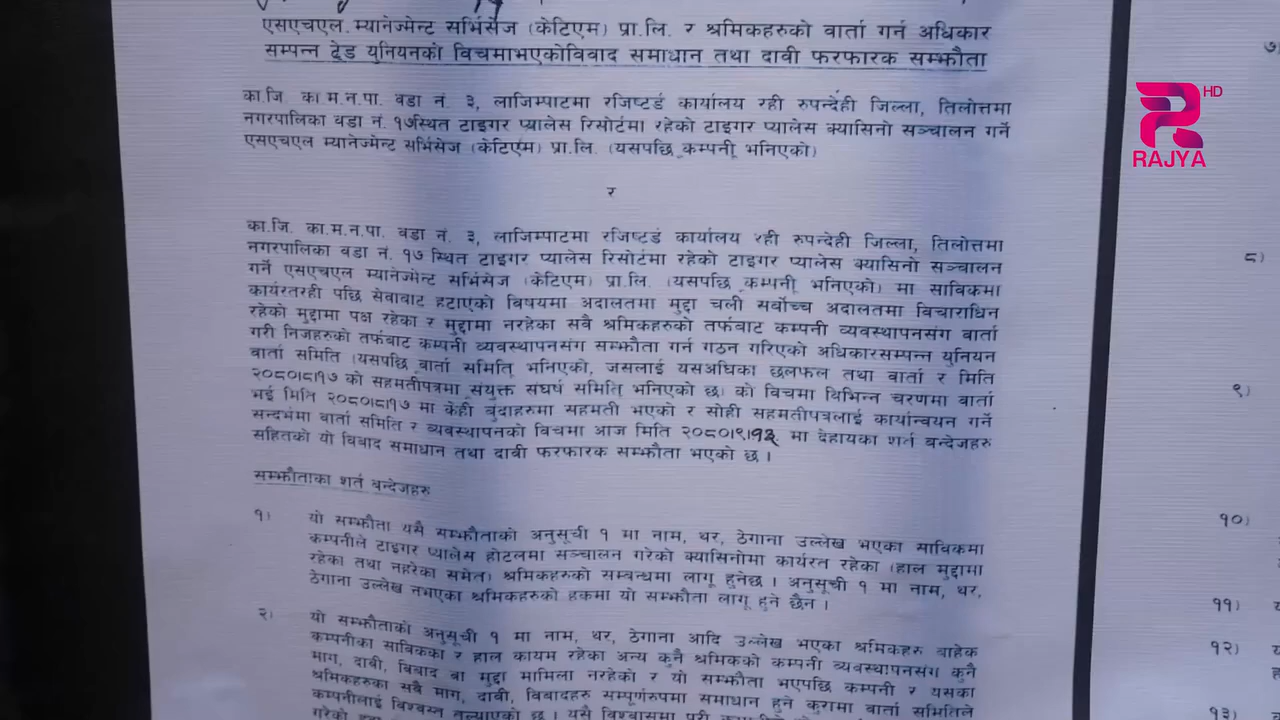 एसएचएल. म्यानेजमेन्ट सर्भिसेज (केटिएम) प्रा.लि. र श्रमिकहरुको वार्ता गर्न अधिकार
सम्पन्न ट्रेड युनियनको विचमाभएकोविवाद समाधान तथा दावी फरफारक सम्झौता
का.जि. का.म.न.पा. वडा नं. ३, लाजिम्पाटमा रजिष्टर्ड कार्यालय रही रुपन्देही जिल्ला, तिलोत्तमा
नगरपालिका वडा नं. १७स्थित टाइगर प्यालेस रिसोर्टमा रहेको टाइगर प्यालेस क्यासिनो सञ्चालन गर्ने
एसएचएल म्यानेज्मेन्ट सर्भिसेज (केटिएम) प्रा.लि. (यसपछि कम्पनी भनिएको)
र
का.जि. का.म.न.पा. वडा नं. ३, लाजिम्पाटमा रजिष्टर्ड कार्यालय रही रुपन्देही जिल्ला, तिलोत्तमा
नगरपालिका वडा नं. १७ स्थित टाइगर प्यालेस रिसोर्टमा रहेको टाइगर प्यालेस क्यासिनो सञ्चालन
गर्ने एसएचएल म्यानेज्मेन्ट सर्भिसेज (केटिएम) प्रा.लि. (यसपछि कम्पनी भनिएको) मा साविकमा
कार्यरतरही पछि सेवाबाट हटाएको विषयमा अदालतमा मुद्दा चली सर्वोच्च अदालतमा विचाराधिन
रहेको मुद्दामा पक्ष रहेका र मुद्दामा नरहेका सवै श्रमिकहरुको तर्फबाट कम्पनी व्यवस्थापनसंग वार्ता
गरी निजहरुको तर्फबाट कम्पनी व्यवस्थापनसंग सम्झौता गर्न गठन गरिएको अधिकारसम्पन्न युनियन
वार्ता समिति (यसपछि वार्ता समिति भनिएको, जसलाई यसअघिका छलफल तथा वार्ता र मिति
२०८०।८।१७ को सहमतीपत्रमा संयुक्त संघर्ष समिति भनिएको छ) को विचमा विभिन्न चरणमा वार्ता
भई मिति २०८०।८।१७ मा केही बुंदाहरुमा सहमती भएको र सोही सहमतीपत्रलाई कार्यान्वयन गर्ने
सन्दर्भमा वार्ता समिति र व्यवस्थापनको विचमा आज मिति २०८०।९।१२ मा देहायका शर्त बन्देजहरु
सहितको यो बिबाद समाधान तथा दावी फरफारक सम्झौता भएको छ ।
सम्झौताका शर्त बन्देजहरु
१) यो सम्झौता यसै सम्झौताको अनुसूची १ मा नाम, थर, ठेगाना उल्लेख भएका साविकमा
कम्पनीले टाइगर प्यालेस होटलमा सञ्चालन गरेको क्यासिनोमा कार्यरत रहेका (हाल मुद्दामा
रहेका तथा नहरेका समेत) श्रमिकहरुको सम्बन्धमा लागू हुनेछ । अनुसूची १ मा नाम, थर,
ठेगाना उल्लेख नभएका श्रमिकहरुको हकमा यो सम्झौता लागू हुने छैन ।
२) यो सम्झौताको अनुसूची १ मा नाम, थर, ठेगाना आदि उल्लेख भएका श्रमिकहरु बाहेक
कम्पनीका साविकका र हाल कायम रहेका अन्य कुनै श्रमिकको कम्पनी व्यवस्थापनसंग कुनै
माग, दावी, बिबाद वा मुद्दा मामिला नरहेको र यो सम्झौता भएपछि कम्पनी र यसका
श्रमिकहरुका सवै माग, दावी, बिबादहरु सम्पूर्णरुपमा समाधान हुने कुरामा वार्ता समितिले
कम्पनीलाई विश्वस्त तुल्याएको छ । यसै विश्वासमा
७
८)
९)
१०)
११)
१२)
१३)
HD
RAJYA